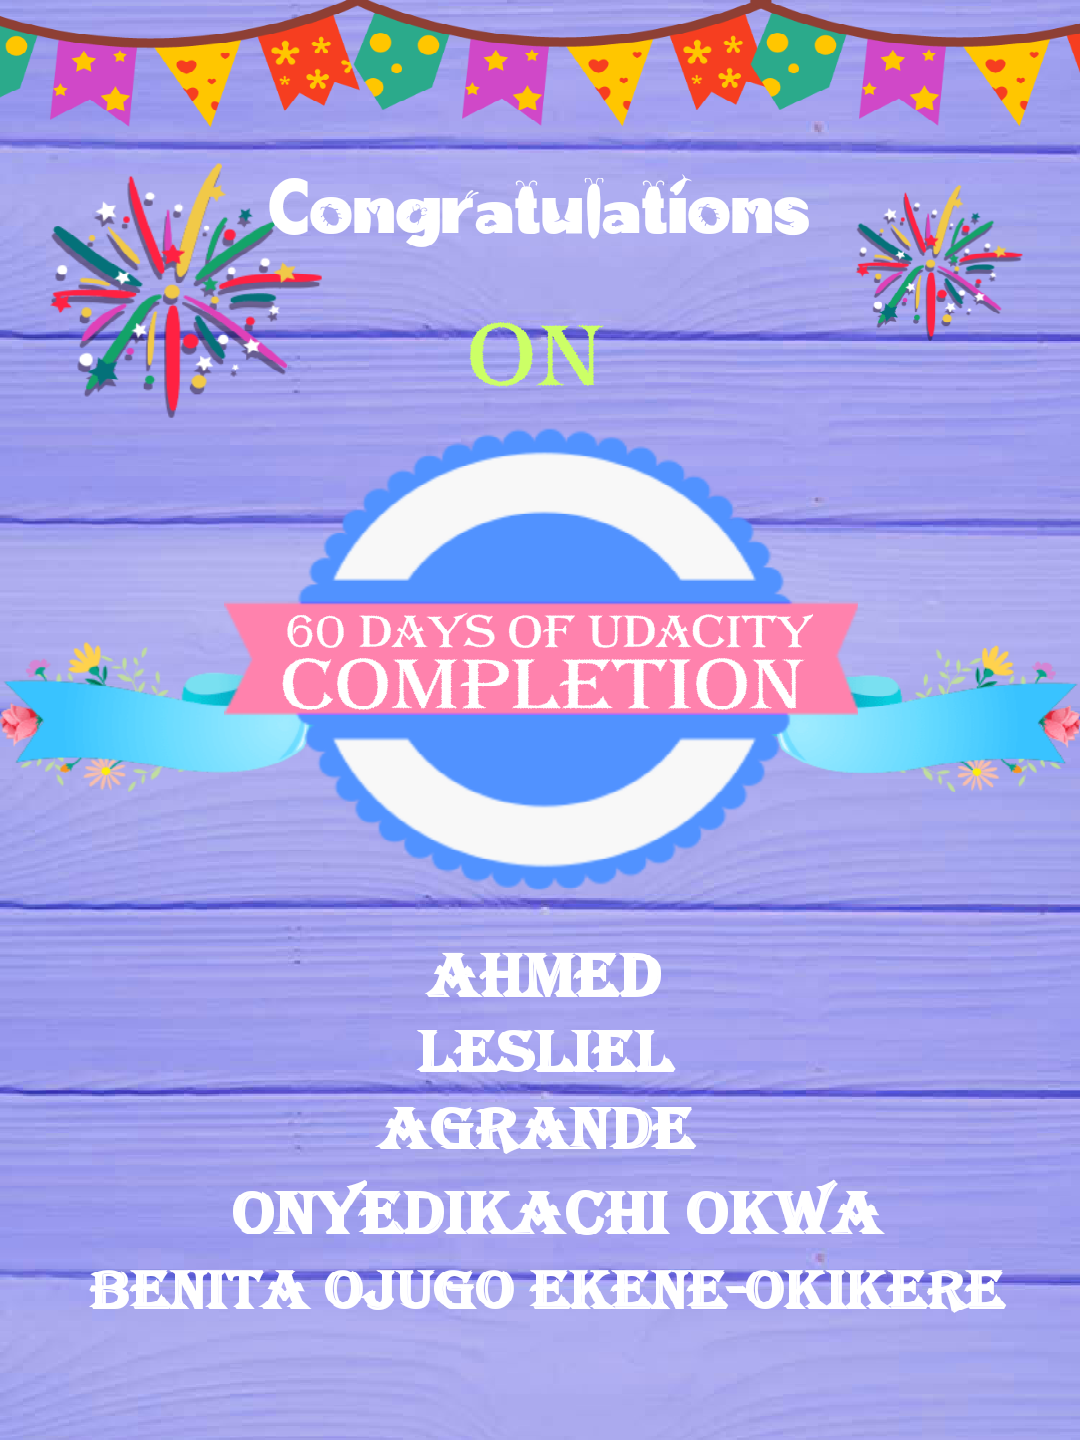 Congratulations
ON
60 DAYS OF UDACITY
COMPLETION
AHMED
LESLIEL
AGRANDE
ONYEDIKACHI OKWA
BENITA OJUGO EKENE-OKIKERE